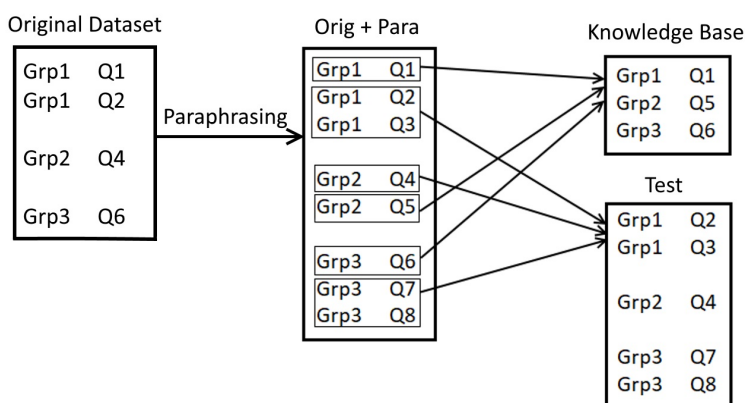 Original Dataset
Grp1 Q1
Grp1 Q2
Grp2 Q4
Grp3 Q6
Paraphrasing
Orig + Para
Grp1 Q1
Grp1 Q2
Grp1 Q3
Grp2 Q4
Grp2 Q5
Grp3 Q6
Grp3 Q7
Grp3 Q8
Knowledge Base
Grp1 Q1
Grp2 Q5
Grp3 Q6
Test
Grp1 Q2
Grp1 Q3
Grp2 Q4
Grp3 Q7
Grp3 Q8